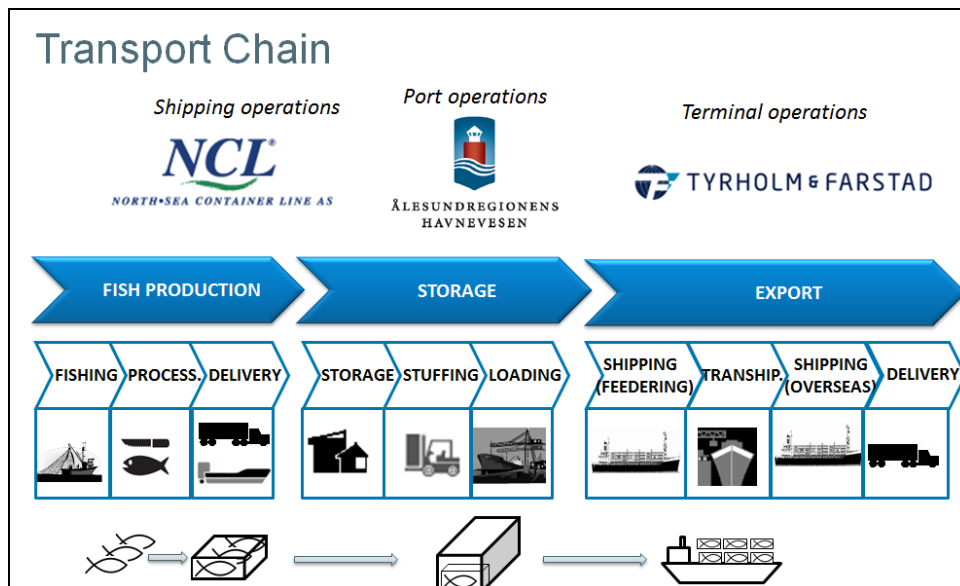 Transport Chain
Shipping operations
Port operations
Terminal operations
NCL®
NORTH•SEA CONTAINER LINE AS
ÅLESUNDREGIONENS
HAVNEVESEN
TYRHOLM & FARSTAD
FISH PRODUCTION
STORAGE
EXPORT
FISHING
PROCESS.
DELIVERY
STORAGE
STUFFING
LOADING
SHIPPING
(FEEDERING)
TRANSHIP.
SHIPPING
(OVERSEAS)
DELIVERY